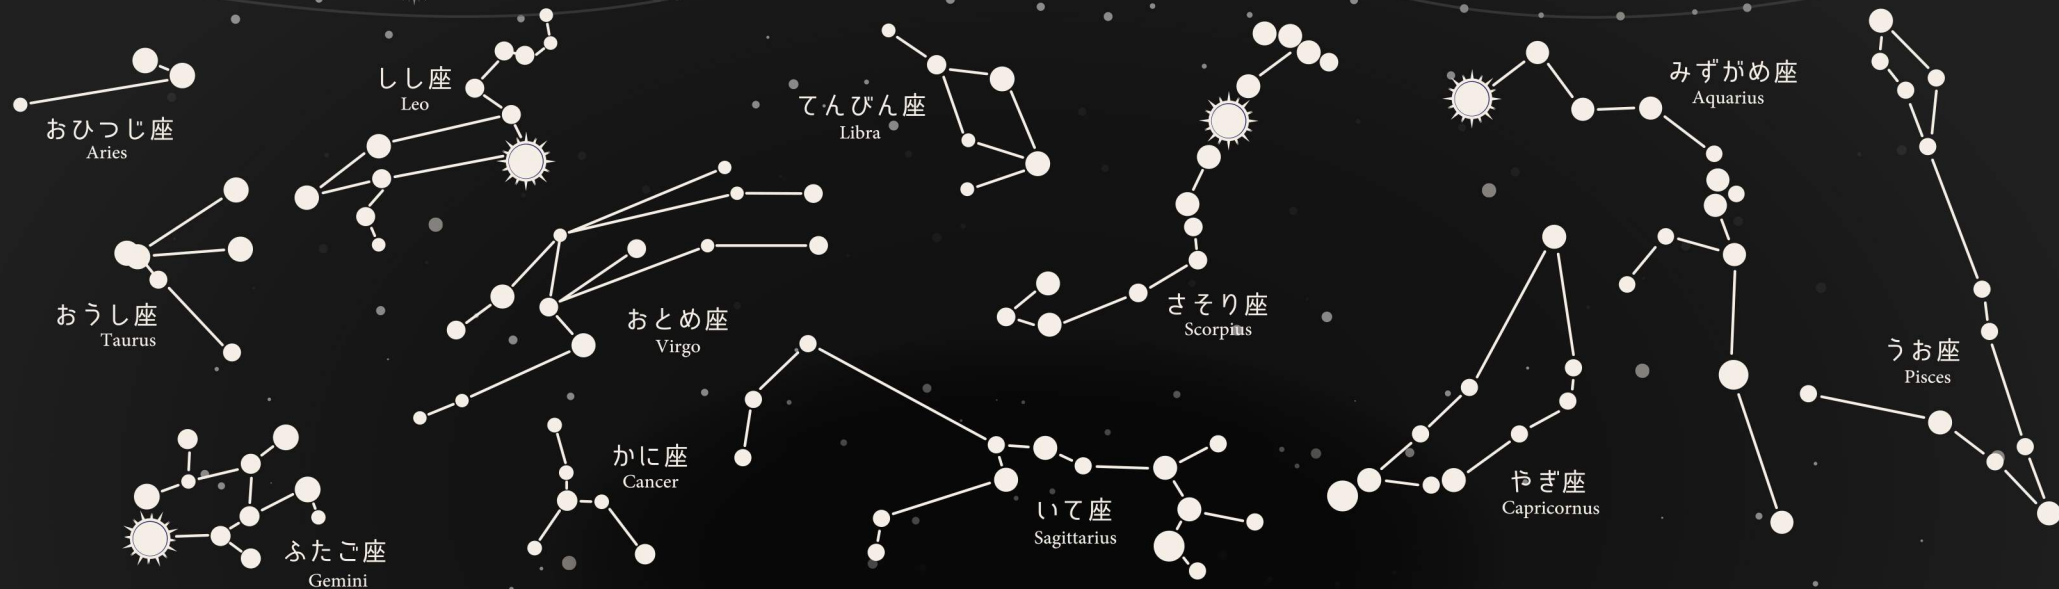 おひつじ座
Aries
しし座
Leo
てんびん座
Libra
みずがめ座
Aquarius
おうし座
Taurus
おとめ座
Virgo
さそり座
Scorpius
うお座
Pisces
ふたご座
Gemini
かに座
Cancer
いて座
Sagittarius
やぎ座
Capricornus